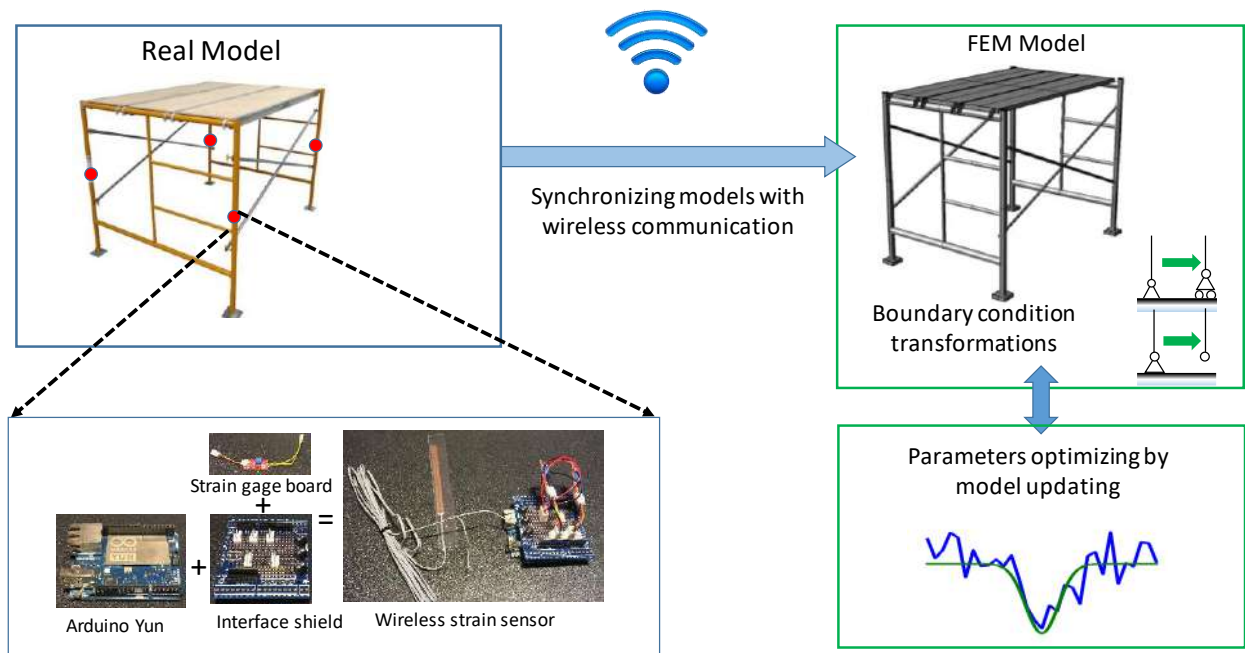 Real Model
FEM Model
Synchronizing models with
wireless communication
Boundary condition
transformations
Strain gage board
+
=
+
Arduino Yun
Interface shield
Wireless strain sensor
Parameters optimizing by
model updating